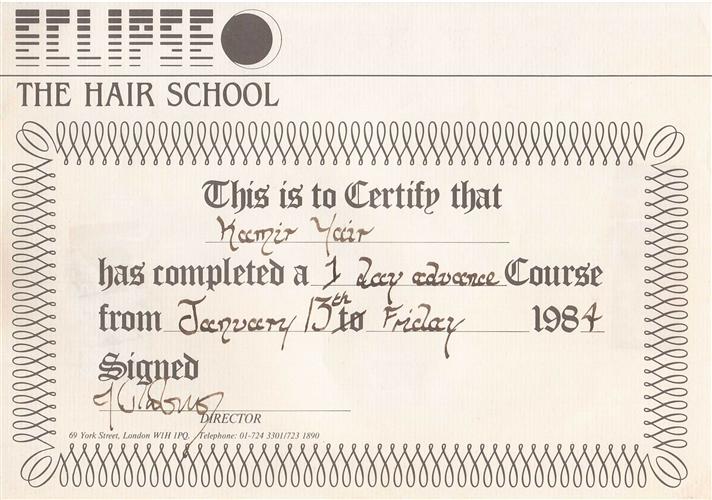 ECLIPSE
THE HAIR SCHOOL
This is to Certify that
Kamir Yair
has completed a 1 day advance Course
from January 13th to Friday 1984
Signed
DIRECTOR
69 York Street, London W1H 1PQ. Telephone: 01-724 3301/723 1890